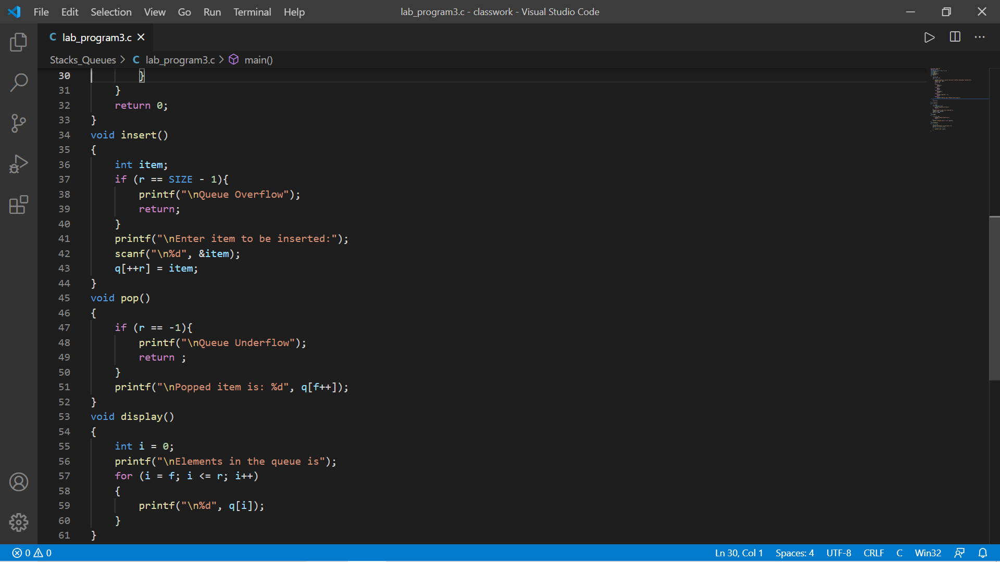 File Edit Selection View Go Run Terminal Help lab_program3.c - classwork - Visual Studio Code
C lab_program3.c
Stacks_Queues > C lab_program3.c > main()
30         }
31     }
32     return 0;
33 }
34 void insert()
35 {
36     int item;
37     if (r == SIZE - 1){
38         printf("\nQueue Overflow");
39         return;
40     }
41     printf("\nEnter item to be inserted:");
42     scanf("\n%d", &item);
43     q[++r] = item;
44 }
45 void pop()
46 {
47     if (r == -1){
48         printf("\nQueue Underflow");
49         return ;
50     }
51     printf("\nPopped item is: %d", q[f++]);
52 }
53 void display()
54 {
55     int i = 0;
56     printf("\nElements in the queue is");
57     for (i = f; i <= r; i++)
58     {
59         printf("\n%d", q[i]);
60     }
61 }
0 0 Ln 30, Col 1 Spaces: 4 UTF-8 CRLF C Win32